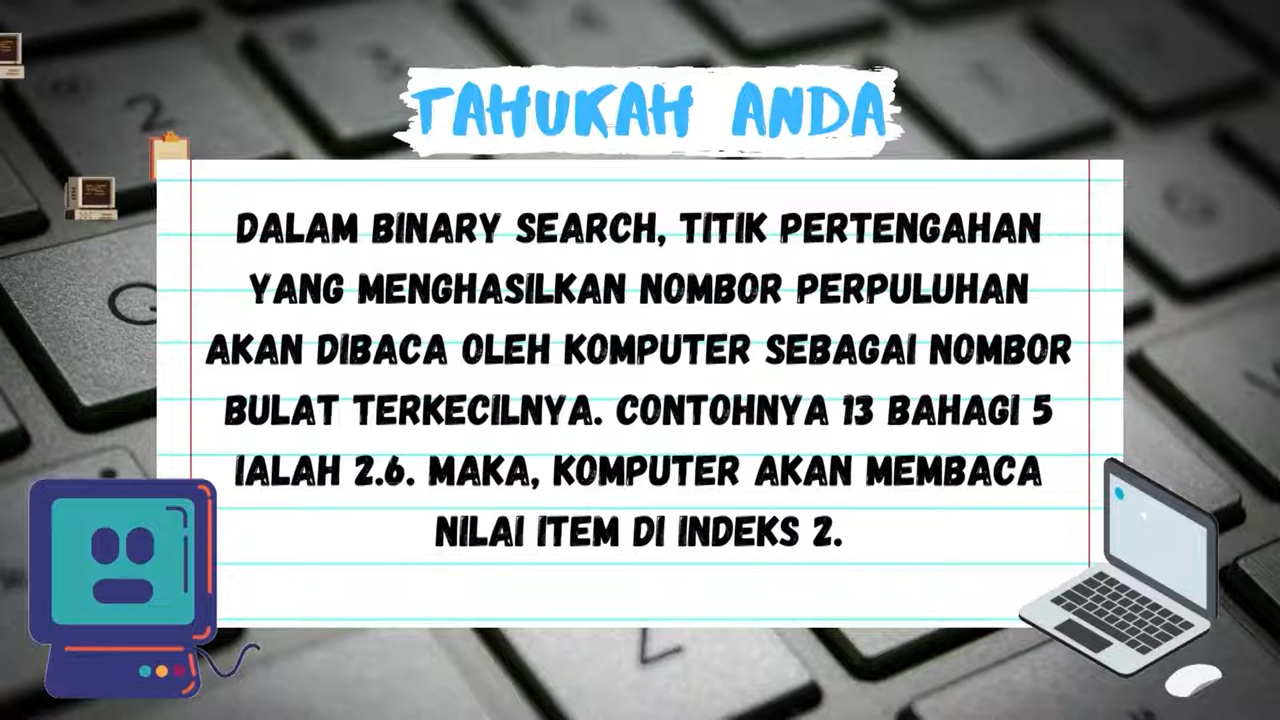 TAHUKAH ANDA
DALAM BINARY SEARCH, TITIK PERTENGAHAN
YANG MENGHASILKAN NOMBOR PERPULUHAN
AKAN DIBACA OLEH KOMPUTER SEBAGAI NOMBOR
BULAT TERKECILNYA. CONTOHNYA 13 BAHAGI 5
IALAH 2.6. MAKA, KOMPUTER AKAN MEMBACA
NILAI ITEM DI INDEKS 2.
2
Q
L